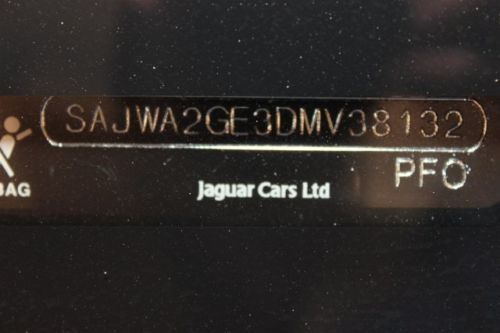 SAJWA2GE3DMV38132
PFO
BAG
Jaguar Cars Ltd